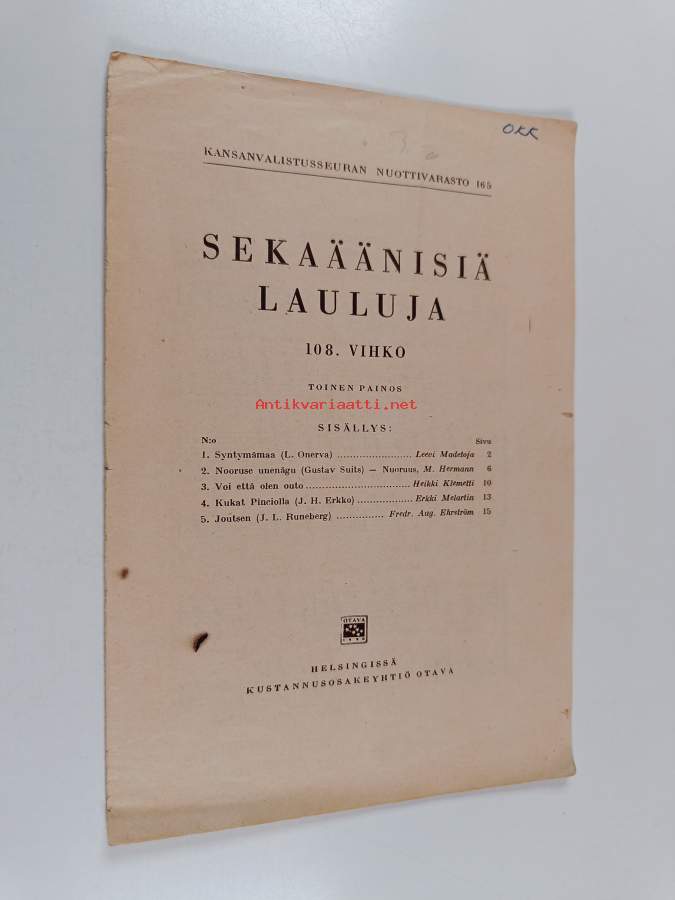 OKK
KANSANVALISTUSSEURAN NUOTTIVARASTO 165
SEKAÄÄNISIÄ
LAULUJA
108. VIHKO
TOINEN PAINOS
Antikvariaatti.net
SISÄLLYS:
N:o Sivu
1. Syntymämaa (L. Onerva) ........................ Leevi Madetoja 2
2. Nooruse unenägu (Gustav Suits) — Nuoruus, M. Hermann 6
3. Voi että olen outo .................................. Heikki Klemetti 10
4. Kukat Pinciolla (J. H. Erkko) .................. Erkki Melartin 13
5. Joutsen (J. L. Runeberg) ............... Fredr. Aug. Ehrström 15
OTAVA
1890
HELSINGISSÄ
KUSTANNUSOSAKEYHTIÖ OTAVA